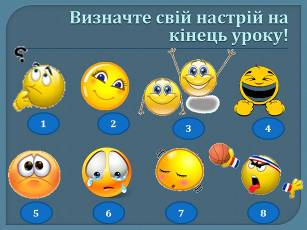 Визначте свій настрій на
кінець уроку!
1 2 3 4
5 6 7 8